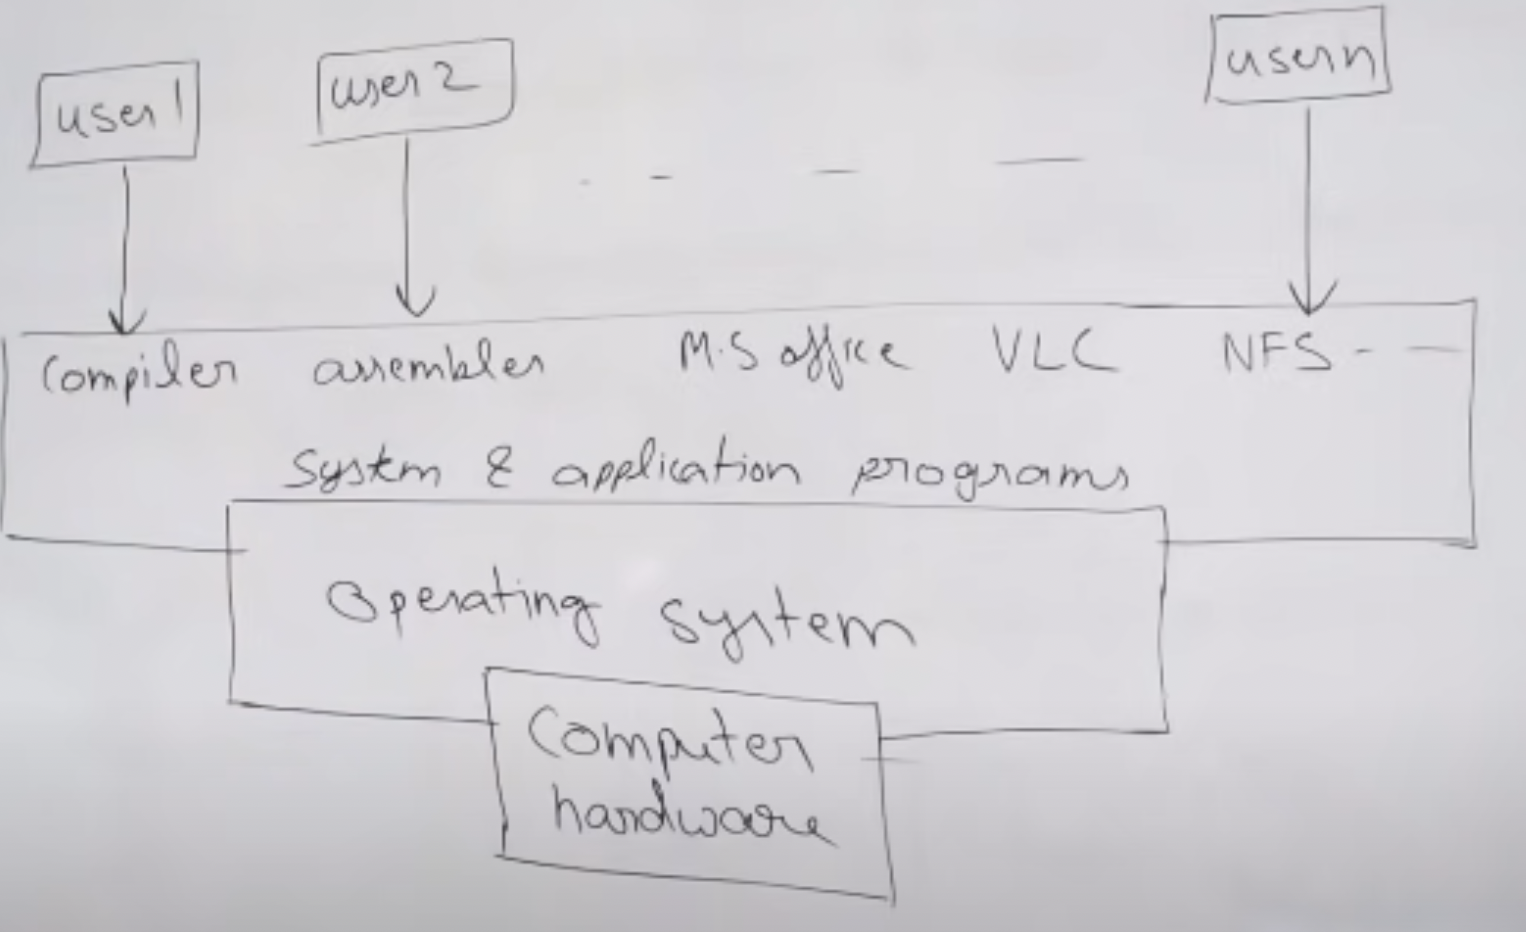 user 1
user 2
user n
Compiler assembler M.S office VLC NFS - —
System & application programs
Operating System
Computer
hardware